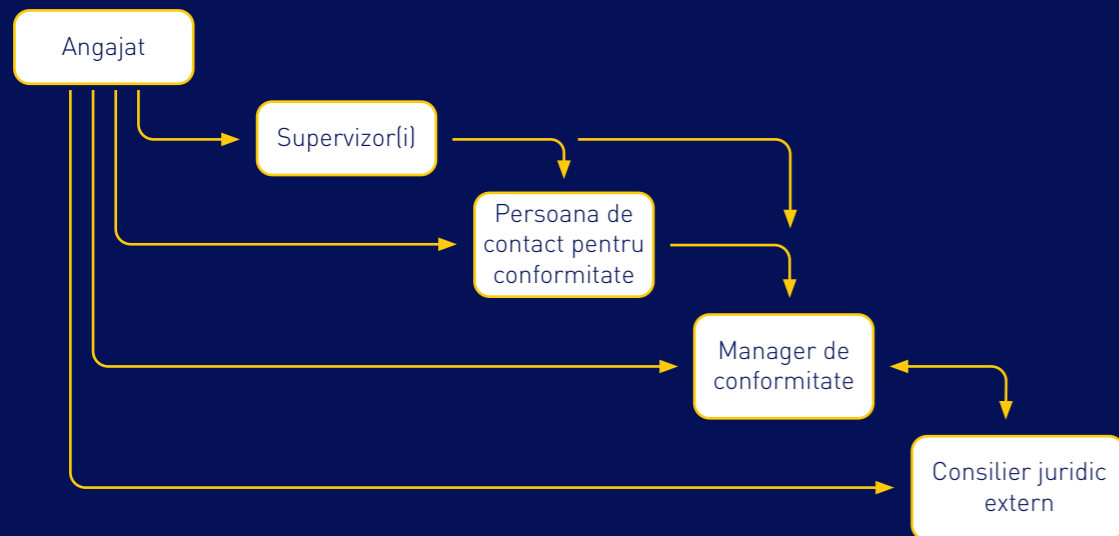 Angajat
Supervizor(i)
Persoana de
contact pentru
conformitate
Manager de
conformitate
Consilier juridic
extern